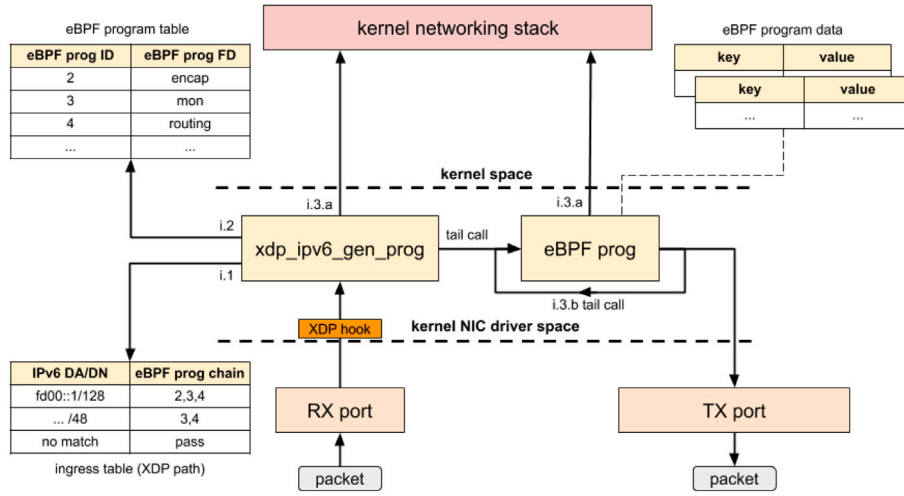 eBPF program table
eBPF prog ID eBPF prog FD
2 encap
3 mon
4 routing
... ...
kernel networking stack
eBPF program data
key value
key value
... ...
kernel space
i.3.a
i.3.a
i.2
xdp_ipv6_gen_prog
tail call
eBPF prog
i.1
i.3.b tail call
XDP hook
kernel NIC driver space
IPv6 DA/DN eBPF prog chain
fd00::1/128 2,3,4
... /48 3,4
no match pass
ingress table (XDP path)
RX port
TX port
packet
packet